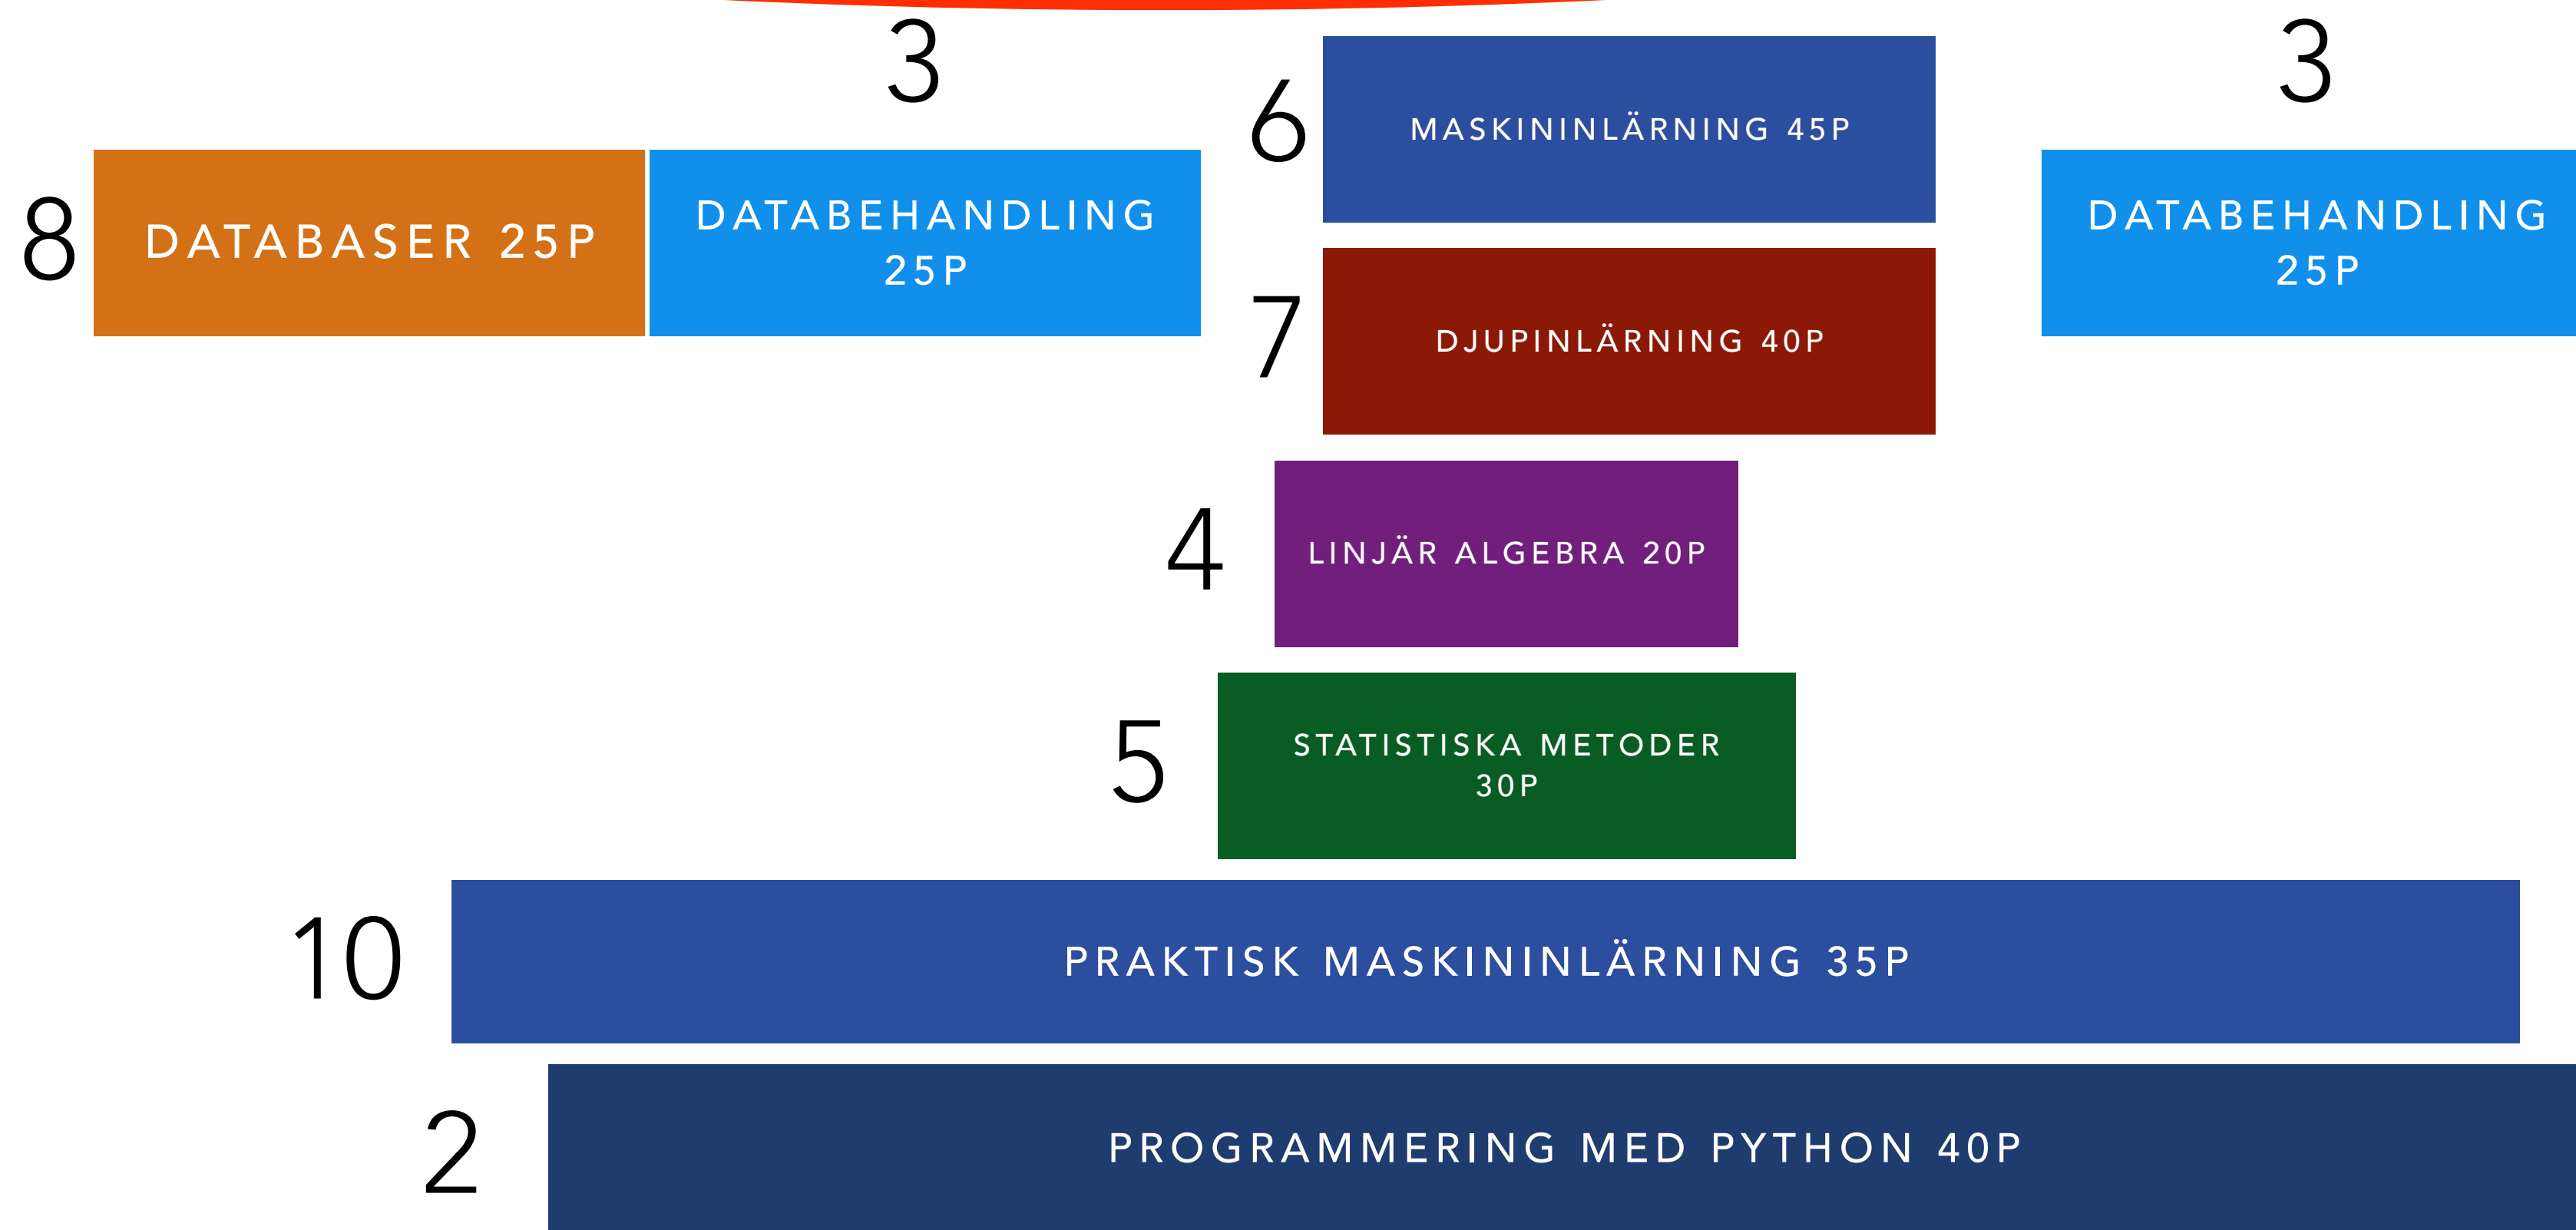 3
3
6
MASKININLÄRNING 45P
8
DATABASER 25P
DATABEHANDLING
25P
DATABEHANDLING
25P
7
DJUPINLÄRNING 40P
4
LINJÄR ALGEBRA 20P
5
STATISTISKA METODER
30P
10
PRAKTISK MASKININLÄRNING 35P
2
PROGRAMMERING MED PYTHON 40P